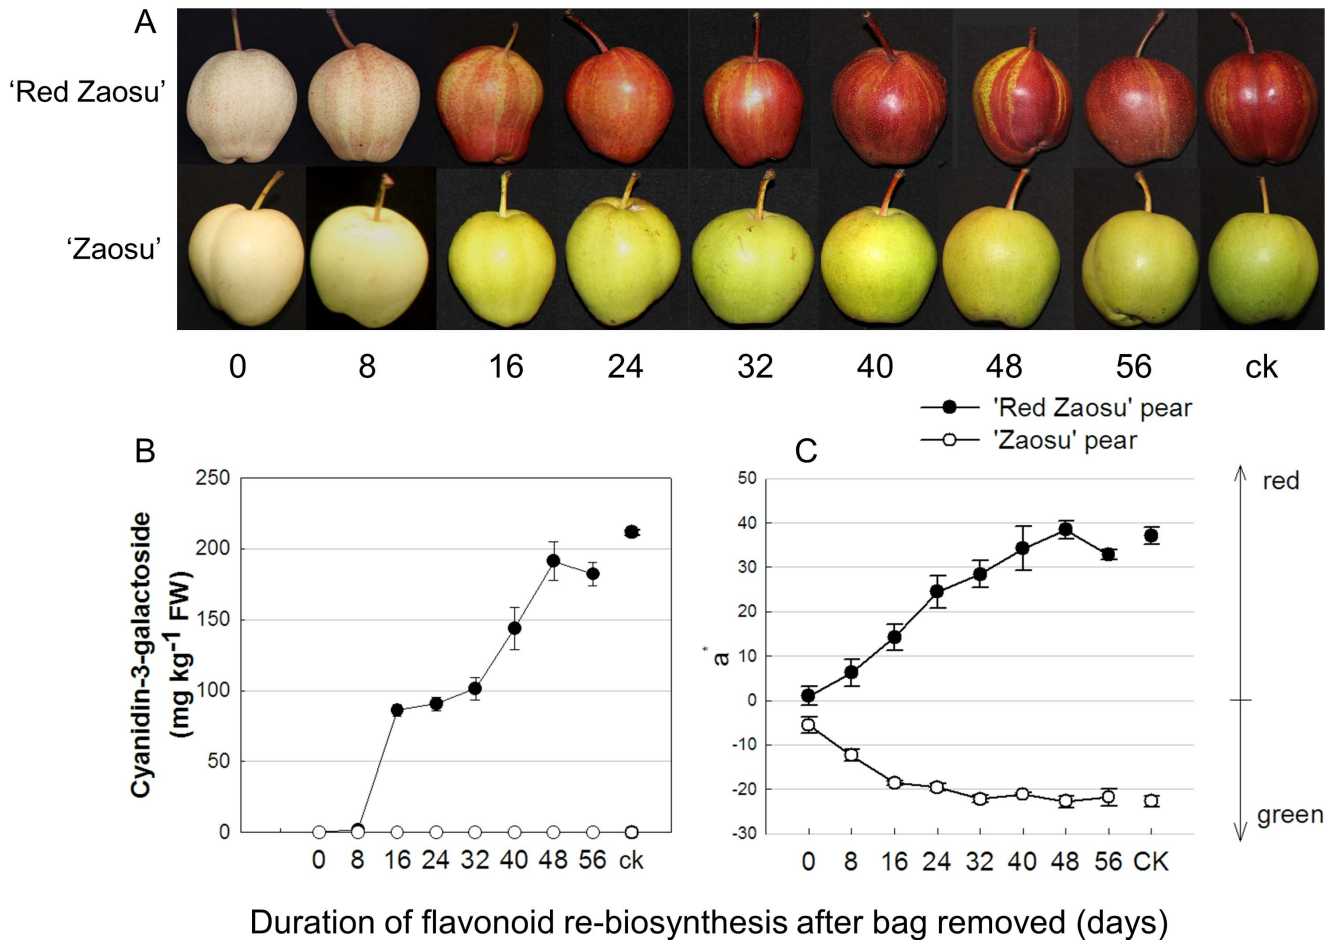 A
‘Red Zaosu’
‘Zaosu’
0 8 16 24 32 40 48 56 ck
'Red Zaosu' pear
'Zaosu' pear
B
Cyanidin-3-galactoside
(mg kg⁻¹ FW)
250
200
150
100
50
0
0 8 16 24 32 40 48 56 ck
C
a*
50
40
30
20
10
0
-10
-20
-30
0 8 16 24 32 40 48 56 CK
red
green
Duration of flavonoid re-biosynthesis after bag removed (days)